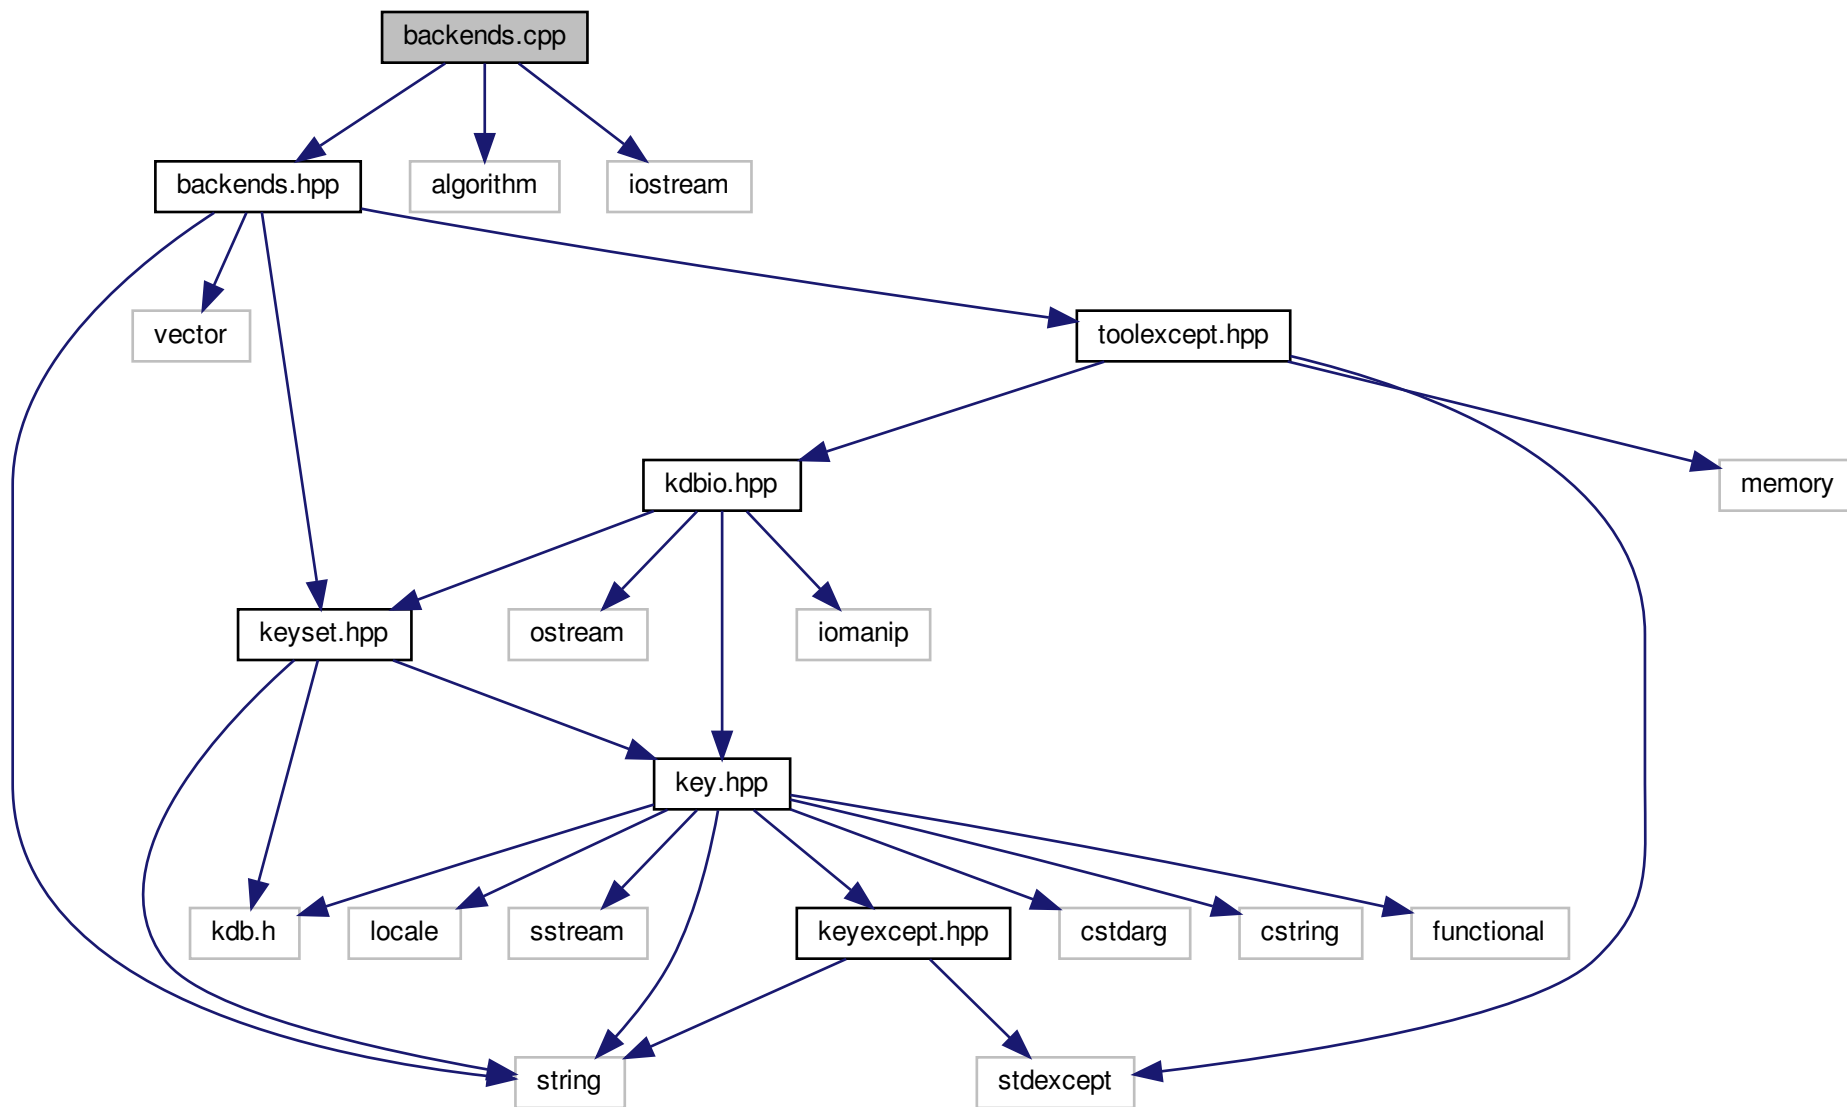 backends.cpp
backends.hpp
algorithm
iostream
vector
toolexcept.hpp
kdbio.hpp
memory
keyset.hpp
ostream
iomanip
key.hpp
kdb.h
locale
sstream
keyexcept.hpp
cstdarg
cstring
functional
string
stdexcept